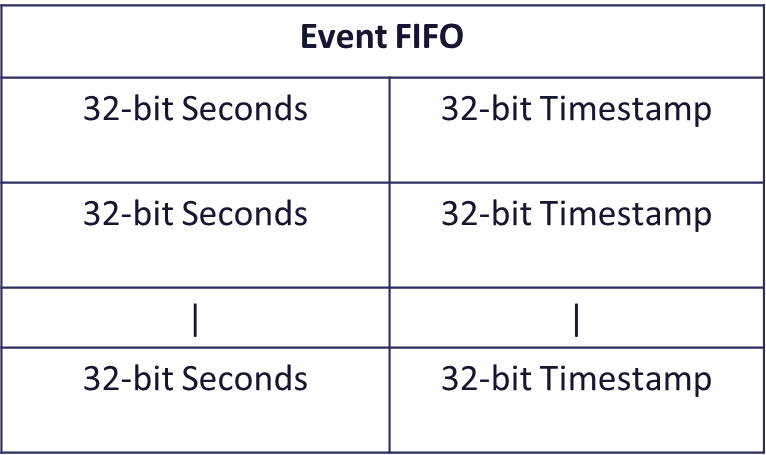 Event FIFO
32-bit Seconds 32-bit Timestamp
32-bit Seconds 32-bit Timestamp
| |
32-bit Seconds 32-bit Timestamp